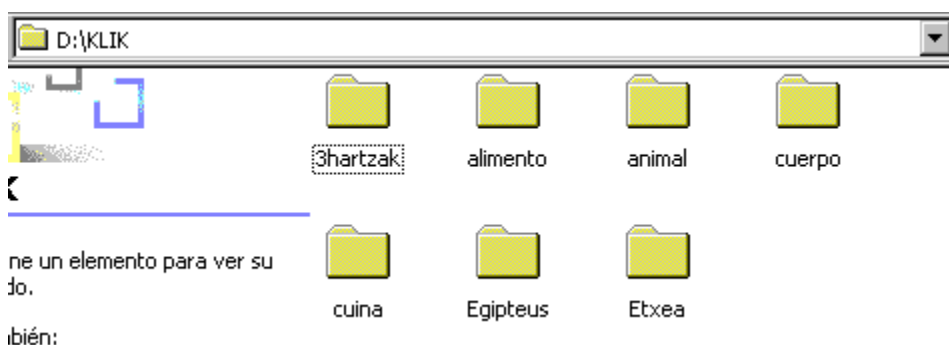 D:\KLIK
3hartzak alimento animal cuerpo
cuina Egipteus Etxea
ne un elemento para ver su
do.
bién: